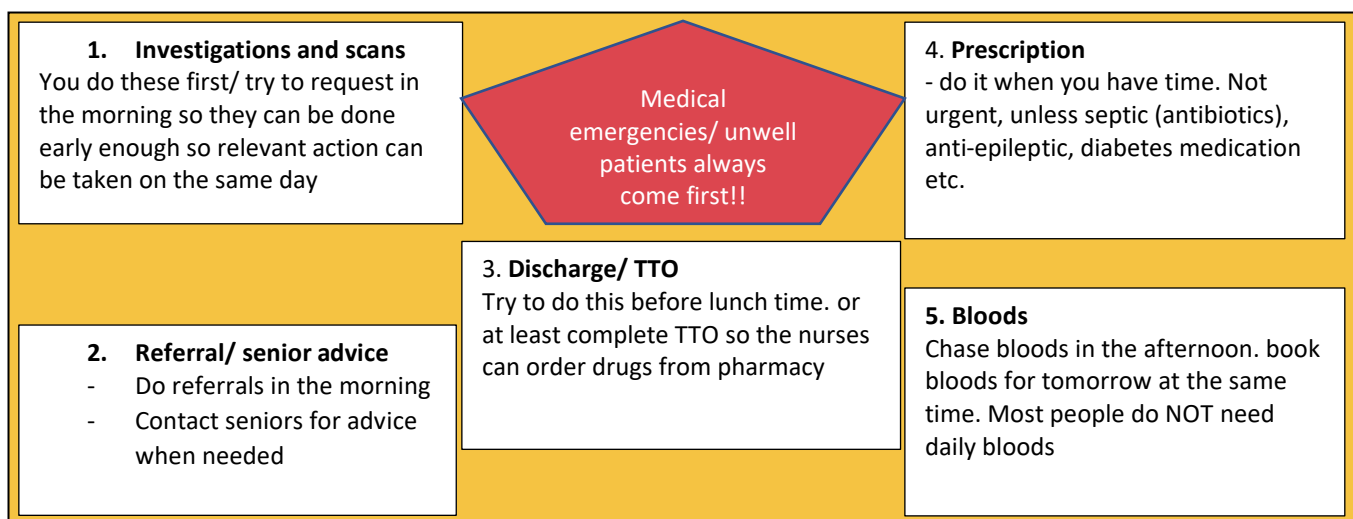 1. Investigations and scans
You do these first/ try to request in
the morning so they can be done
early enough so relevant action can
be taken on the same day
Medical
emergencies/ unwell
patients always
come first!!
4. Prescription
- do it when you have time. Not
urgent, unless septic (antibiotics),
anti-epileptic, diabetes medication
etc.
2. Referral/ senior advice
- Do referrals in the morning
- Contact seniors for advice
when needed
3. Discharge/ TTO
Try to do this before lunch time. or
at least complete TTO so the nurses
can order drugs from pharmacy
5. Bloods
Chase bloods in the afternoon. book
bloods for tomorrow at the same
time. Most people do NOT need
daily bloods